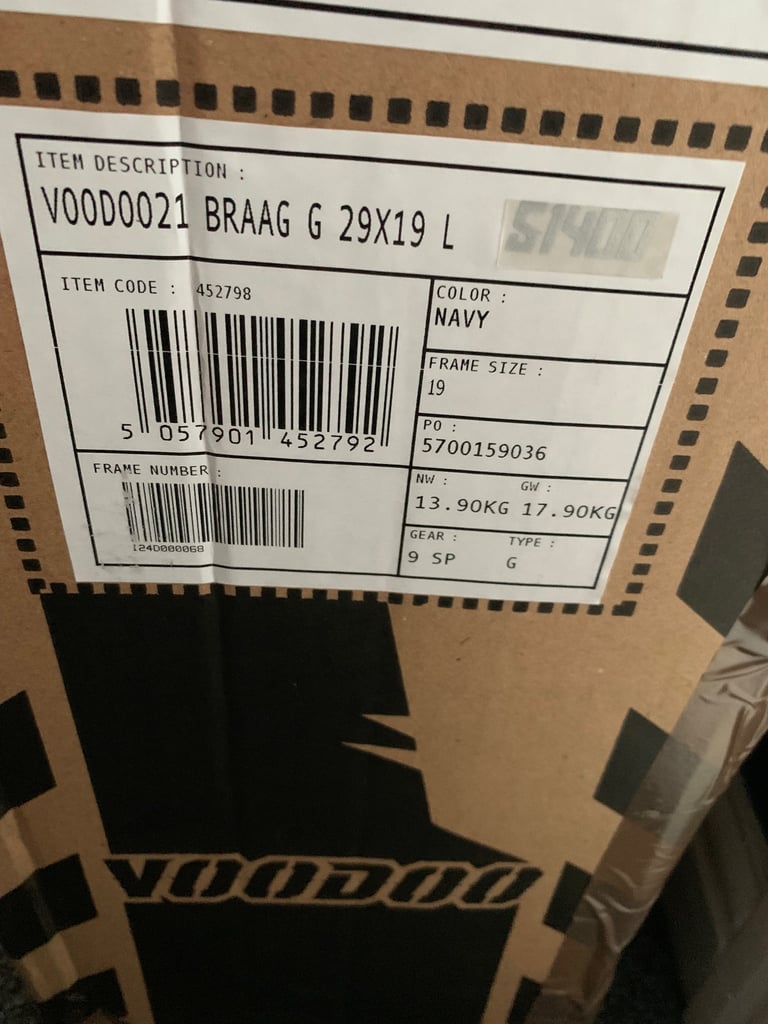 ITEM DESCRIPTION :
VOODOO21 BRAAG G 29X19 L
S1400
ITEM CODE : 452798
5 057901 452792
FRAME NUMBER :
I24D000068
COLOR :
NAVY
FRAME SIZE :
19
PO :
5700159036
NW : GW :
13.90KG 17.90KG
GEAR : TYPE :
9 SP G
VOODOO